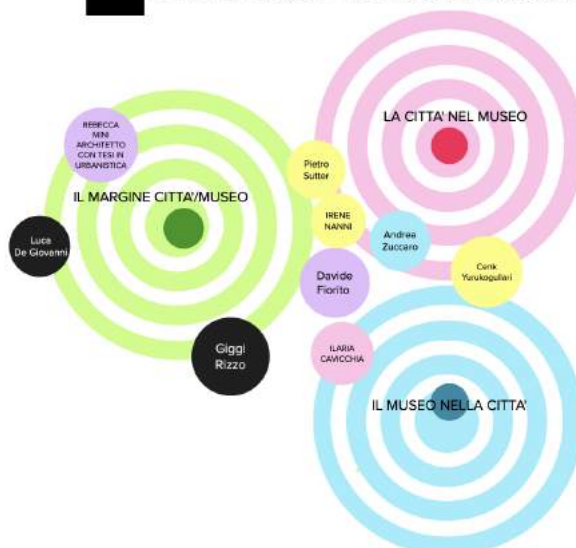 REBECCA
MINI
ARCHITETTO
CON TESI IN
URBANISTICA
LA CITTA' NEL MUSEO
Pietro
Sutter
IL MARGINE CITTA'/MUSEO
IRENE
NANNI
Luca
De Giovanni
Andrea
Zuccaro
Davide
Fiorito
Cenk
Yurukogullari
Giggi
Rizzo
ILARIA
CAVICCHIA
IL MUSEO NELLA CITTA'